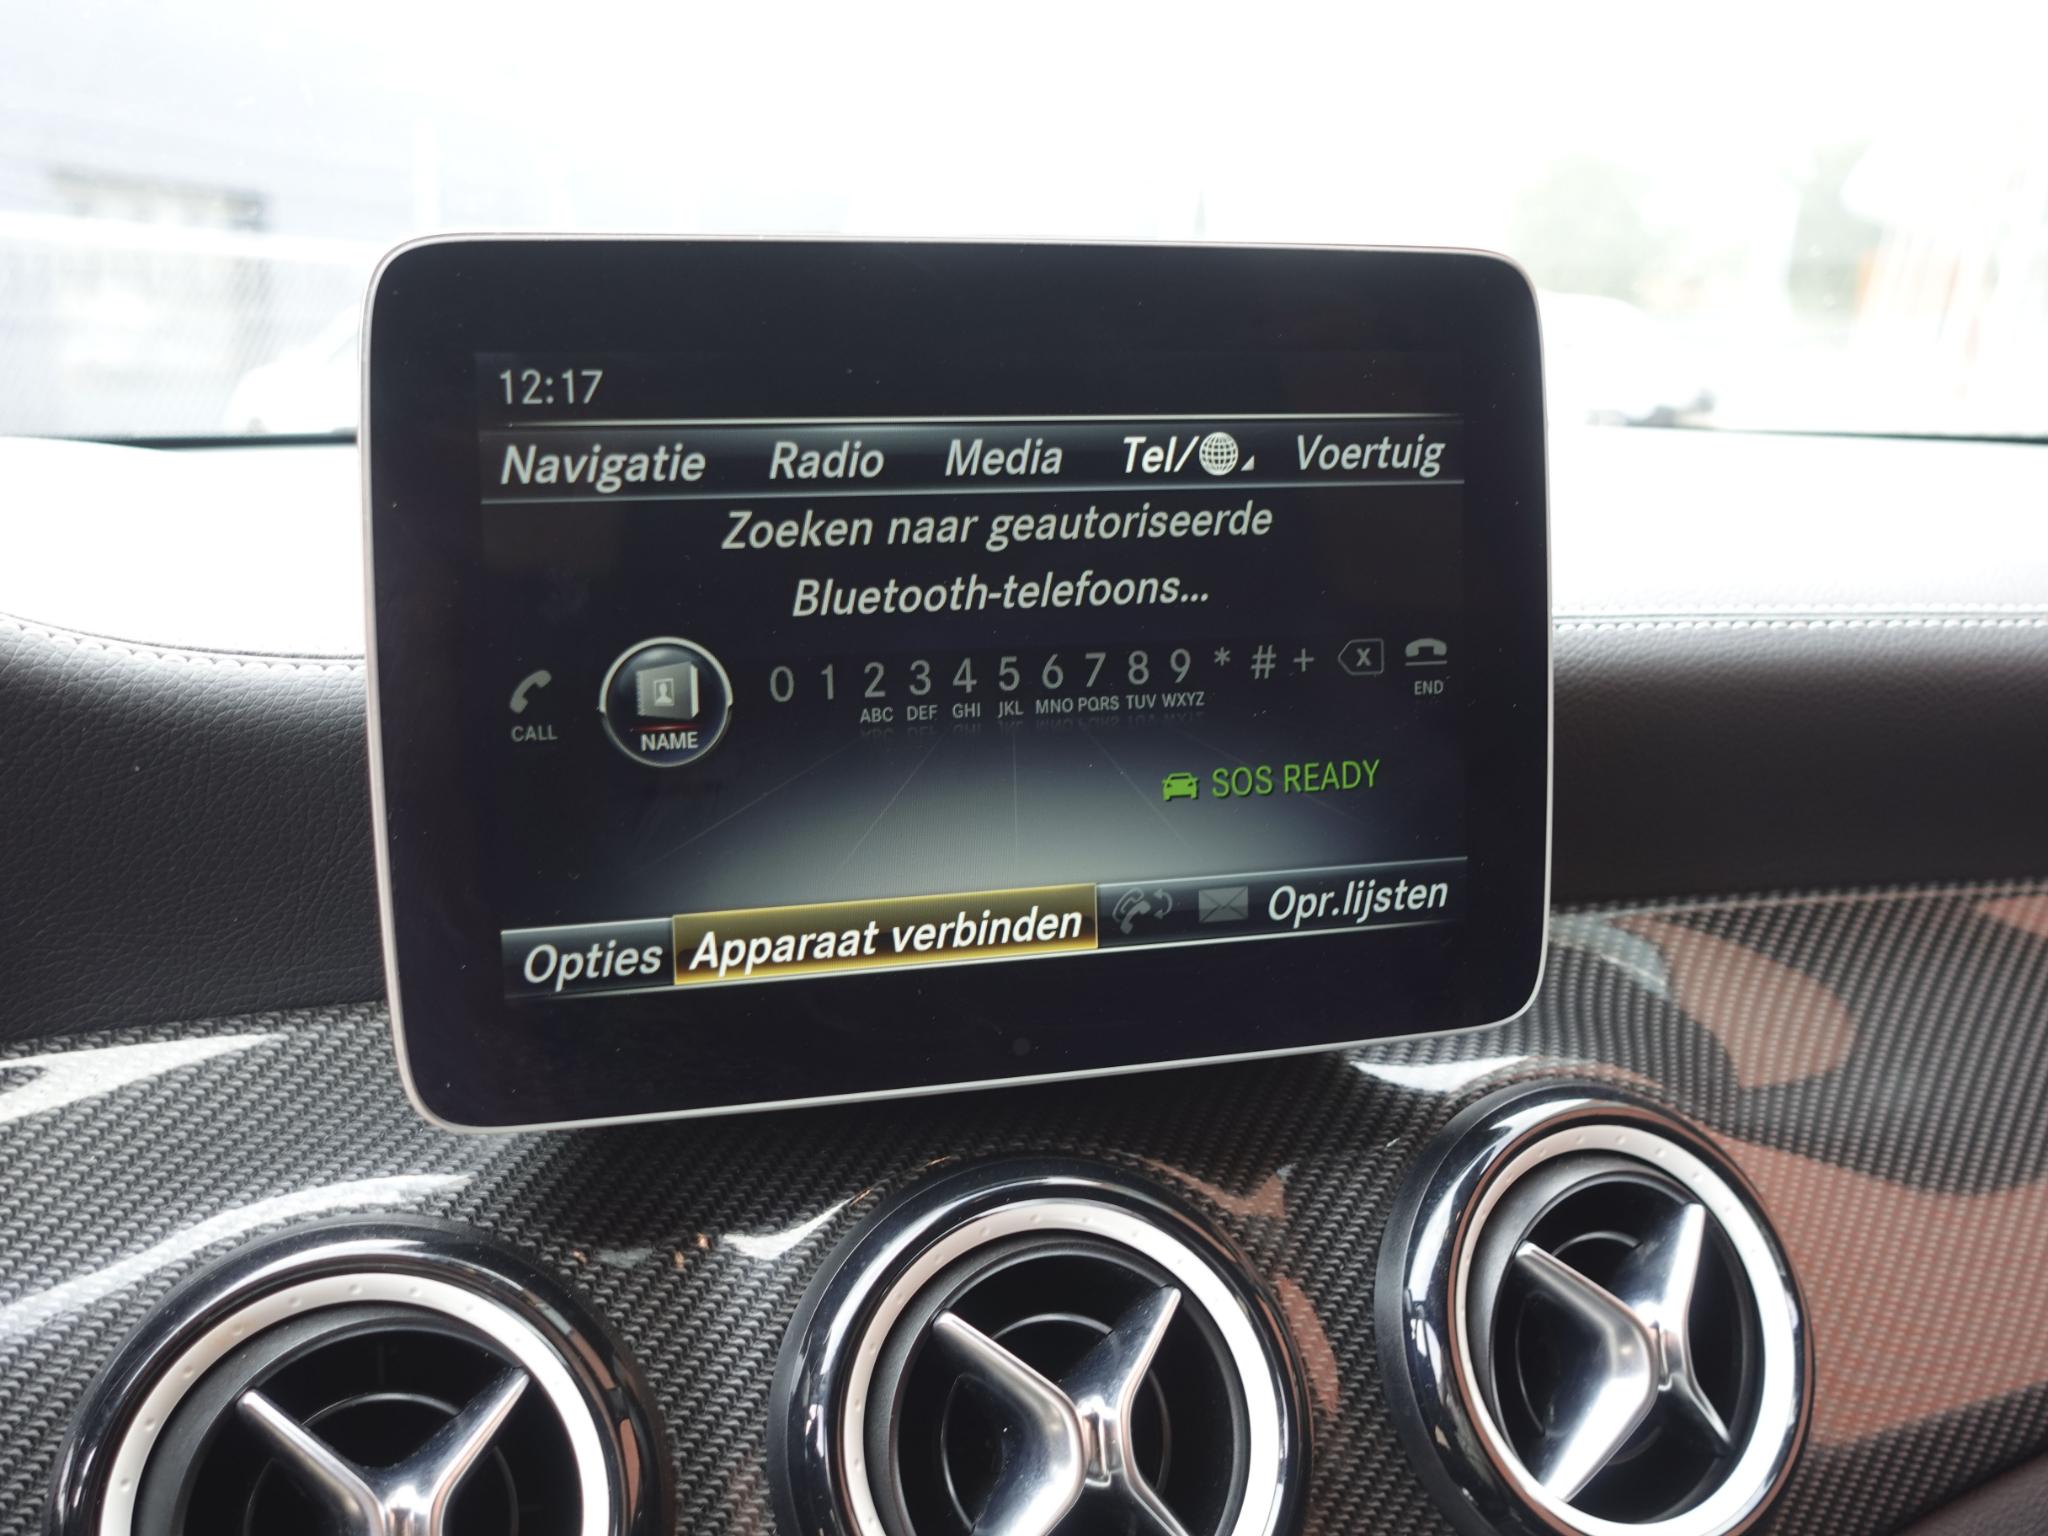 12:17
Navigatie Radio Media Tel/ Voertuig
Zoeken naar geautoriseerde
Bluetooth-telefoons...
0 1 2 3 4 5 6 7 8 9 * # + X
ABC DEF GHI JKL MNO PQRS TUV WXYZ
CALL NAME END
SOS READY
Opties Apparaat verbinden Opr.lijsten